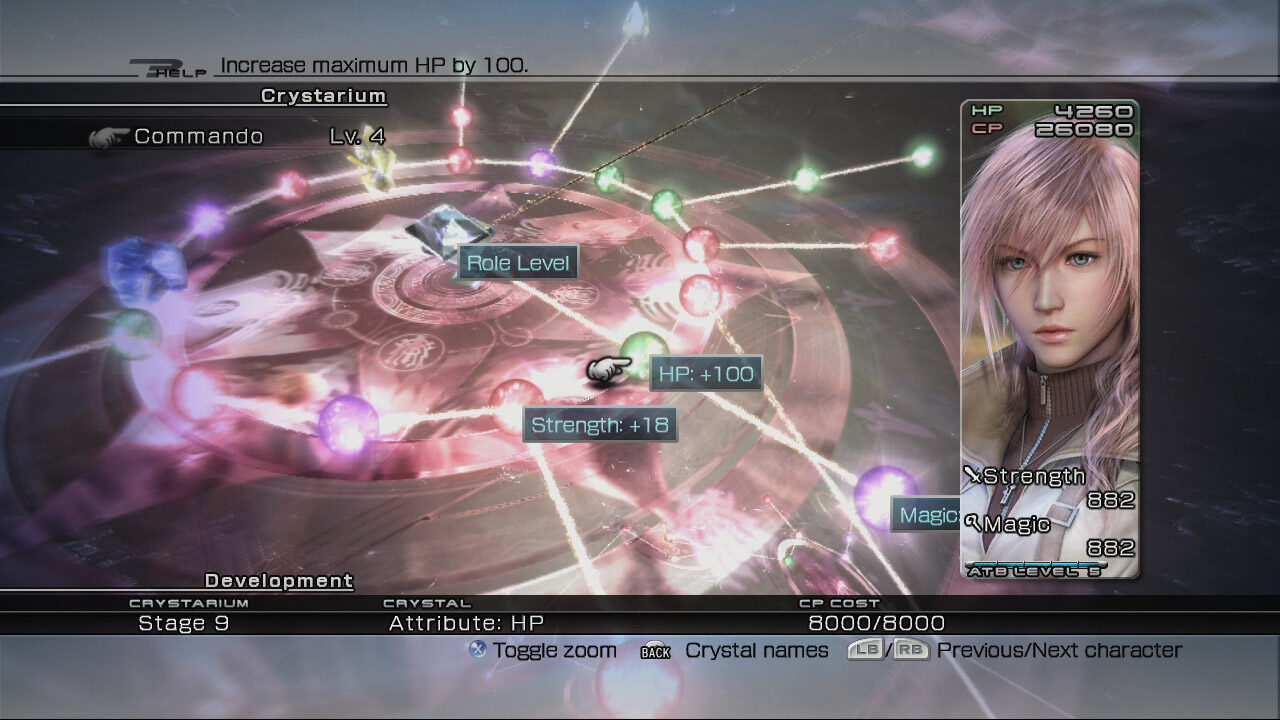 HELP Increase maximum HP by 100.
Crystarium
Commando Lv. 4
HP 4260
CP 26080
Role Level
HP: +100
Strength: +18
Magic:
Strength
882
Magic
882
ATB LEVEL 5
Development
CRYSTARIUM CRYSTAL CP COST
Stage 9 Attribute: HP 8000/8000
X Toggle zoom BACK Crystal names LB/RB Previous/Next character